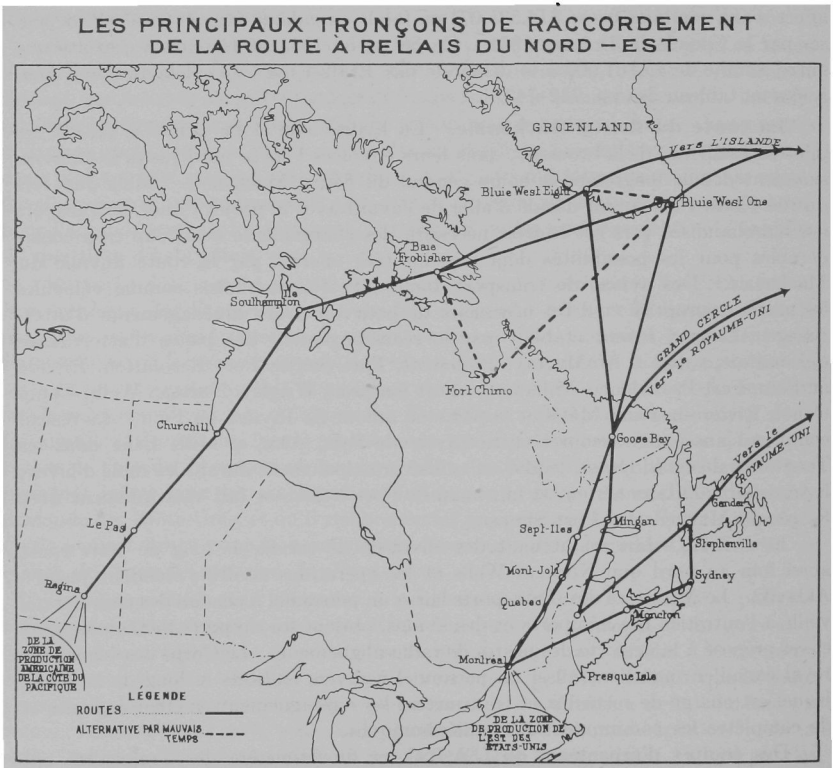 LES PRINCIPAUX TRONÇONS DE RACCORDEMENT
DE LA ROUTE À RELAIS DU NORD-EST
GROENLAND
vers L'ISLANDE
Bluie West Eight
Bluie West One
Baie
Frobisher
Ile
Southampton
GRAND CERCLE
vers le ROYAUME-UNI
Fort Chimo
Churchill
Goose Bay
vers le
ROYAUME-UNI
Gander
Le Pas
Sept-Iles
Mingan
Stephenville
Mont-Joli
Sydney
Regina
Quebec
Moncton
DE LA
ZONE DE
PRODUCTION
AMERICAINE
DE LA CÔTE DU
PACIFIQUE
Montreal
Presque Isle
LÉGENDE
ROUTES
ALTERNATIVE PAR MAUVAIS
TEMPS
DE LA ZONE
DE PRODUCTION DE
L'EST DES
ÉTATS-UNIS